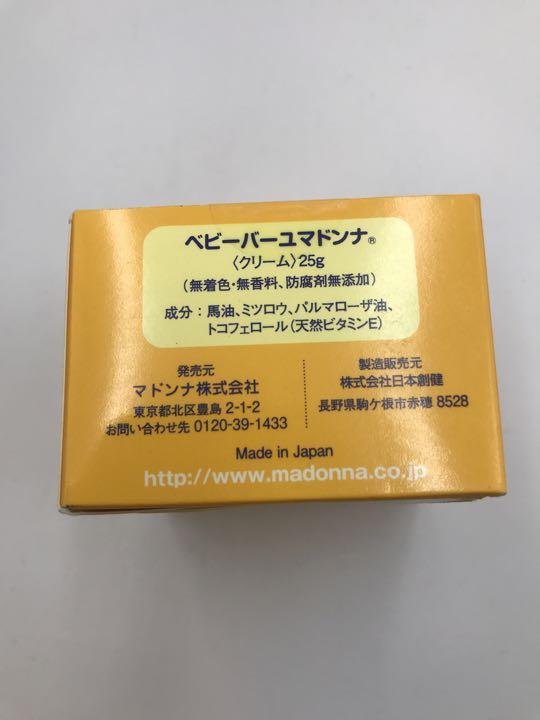 ベビーバーユマドンナ®
〈クリーム〉25g
(無着色・無香料、防腐剤無添加)
成分：馬油、ミツロウ、パルマローザ油、
トコフェロール(天然ビタミンE)
発売元
マドンナ株式会社
東京都北区豊島 2-1-2
お問い合わせ先 0120-39-1433
製造販売元
株式会社日本創健
長野県駒ケ根市赤穂 8528
Made in Japan
http://www.madonna.co.jp